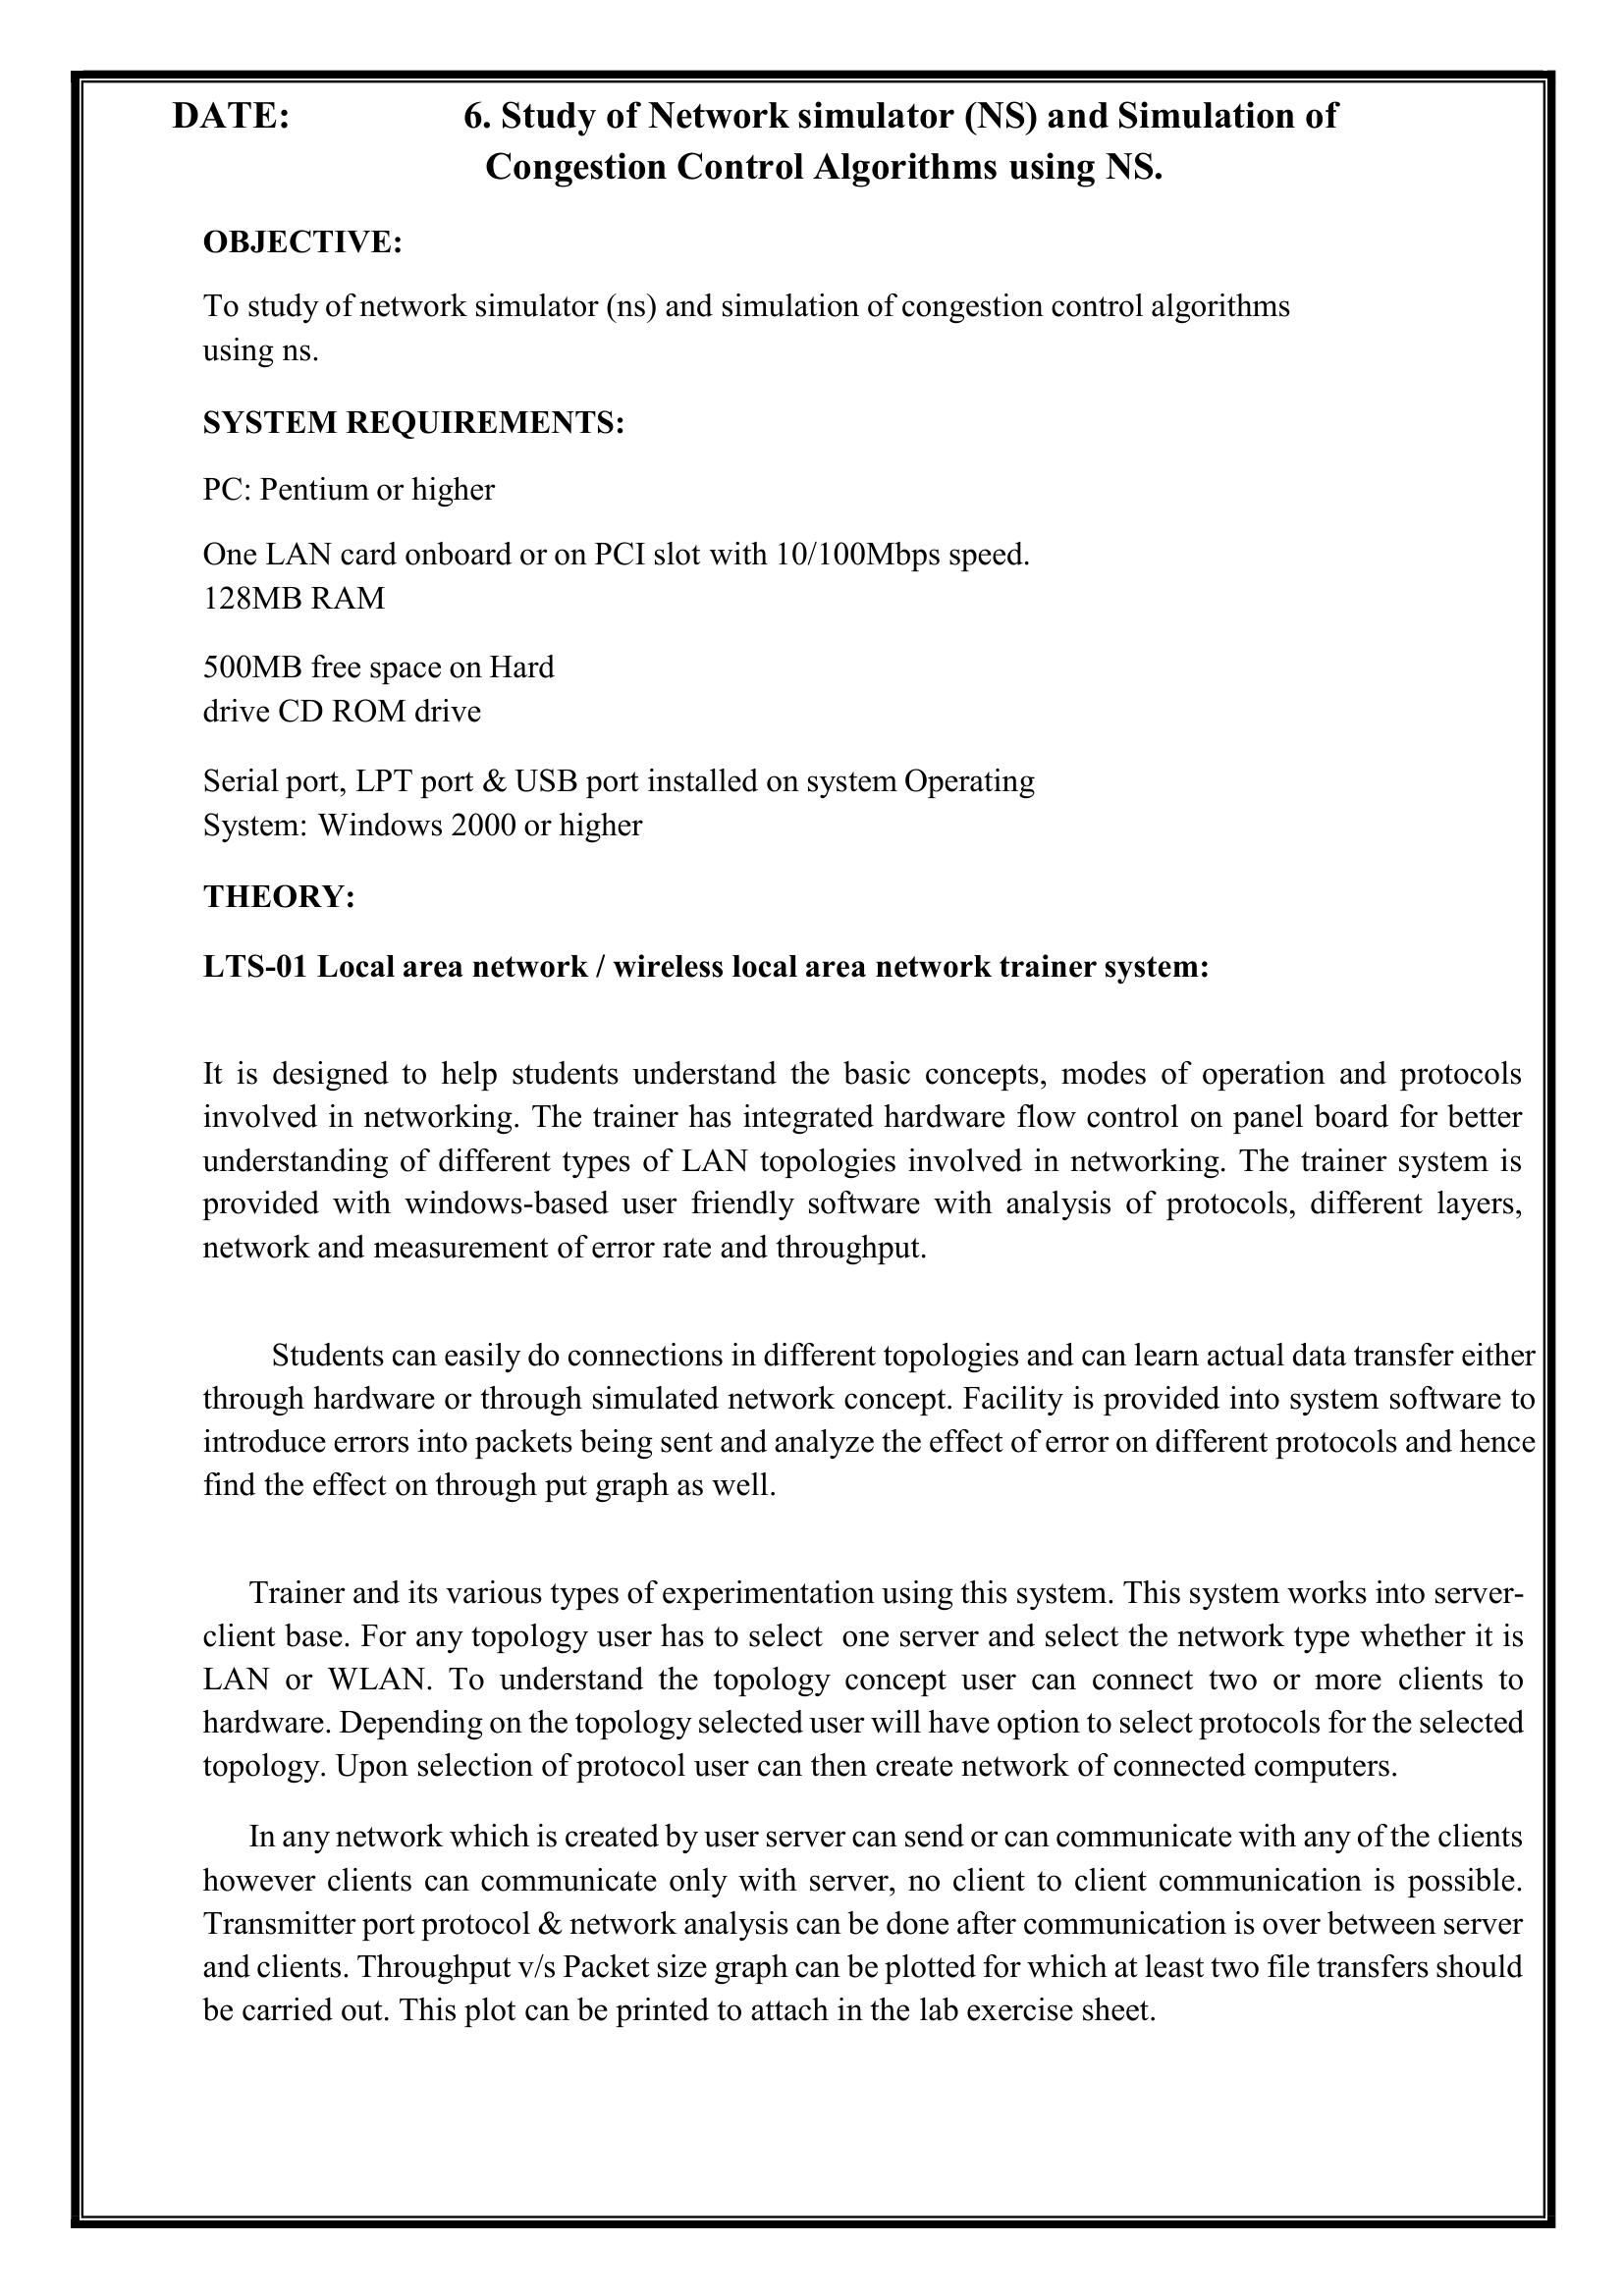 DATE: 6. Study of Network simulator (NS) and Simulation of
Congestion Control Algorithms using NS.
OBJECTIVE:
To study of network simulator (ns) and simulation of congestion control algorithms
using ns.
SYSTEM REQUIREMENTS:
PC: Pentium or higher
One LAN card onboard or on PCI slot with 10/100Mbps speed.
128MB RAM
500MB free space on Hard
drive CD ROM drive
Serial port, LPT port & USB port installed on system Operating
System: Windows 2000 or higher
THEORY:
LTS-01 Local area network / wireless local area network trainer system:
It is designed to help students understand the basic concepts, modes of operation and protocols
involved in networking. The trainer has integrated hardware flow control on panel board for better
understanding of different types of LAN topologies involved in networking. The trainer system is
provided with windows-based user friendly software with analysis of protocols, different layers,
network and measurement of error rate and throughput.
Students can easily do connections in different topologies and can learn actual data transfer either
through hardware or through simulated network concept. Facility is provided into system software to
introduce errors into packets being sent and analyze the effect of error on different protocols and hence
find the effect on through put graph as well.
Trainer and its various types of experimentation using this system. This system works into server-
client base. For any topology user has to select one server and select the network type whether it is
LAN or WLAN. To understand the topology concept user can connect two or more clients to
hardware. Depending on the topology selected user will have option to select protocols for the selected
topology. Upon selection of protocol user can then create network of connected computers.
In any network which is created by user server can send or can communicate with any of the clients
however clients can communicate only with server, no client to client communication is possible.
Transmitter port protocol & network analysis can be done after communication is over between server
and clients. Throughput v/s Packet size graph can be plotted for which at least two file transfers should
be carried out. This plot can be printed to attach in the lab exercise sheet.